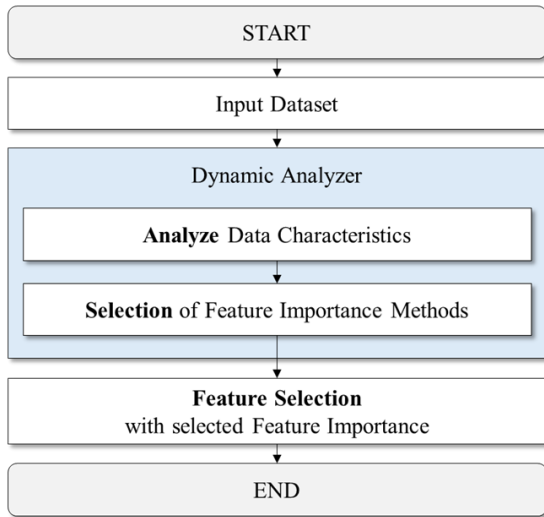 START
Input Dataset
Dynamic Analyzer
Analyze Data Characteristics
Selection of Feature Importance Methods
Feature Selection
with selected Feature Importance
END